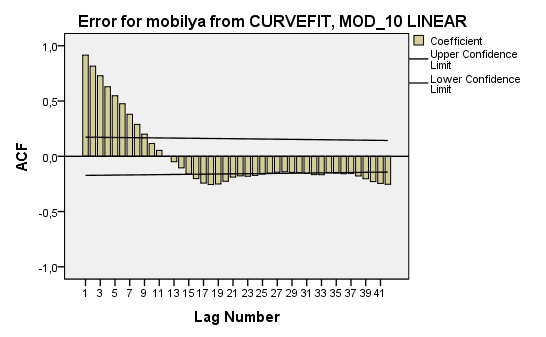 Error for mobilya from CURVEFIT, MOD_10 LINEAR
Coefficient
Upper Confidence
Limit
Lower Confidence
Limit
ACF
1,0
0,5
0,0
-0,5
-1,0
1 3 5 7 9 11 13 15 17 19 21 23 25 27 29 31 33 35 37 39 41
Lag Number